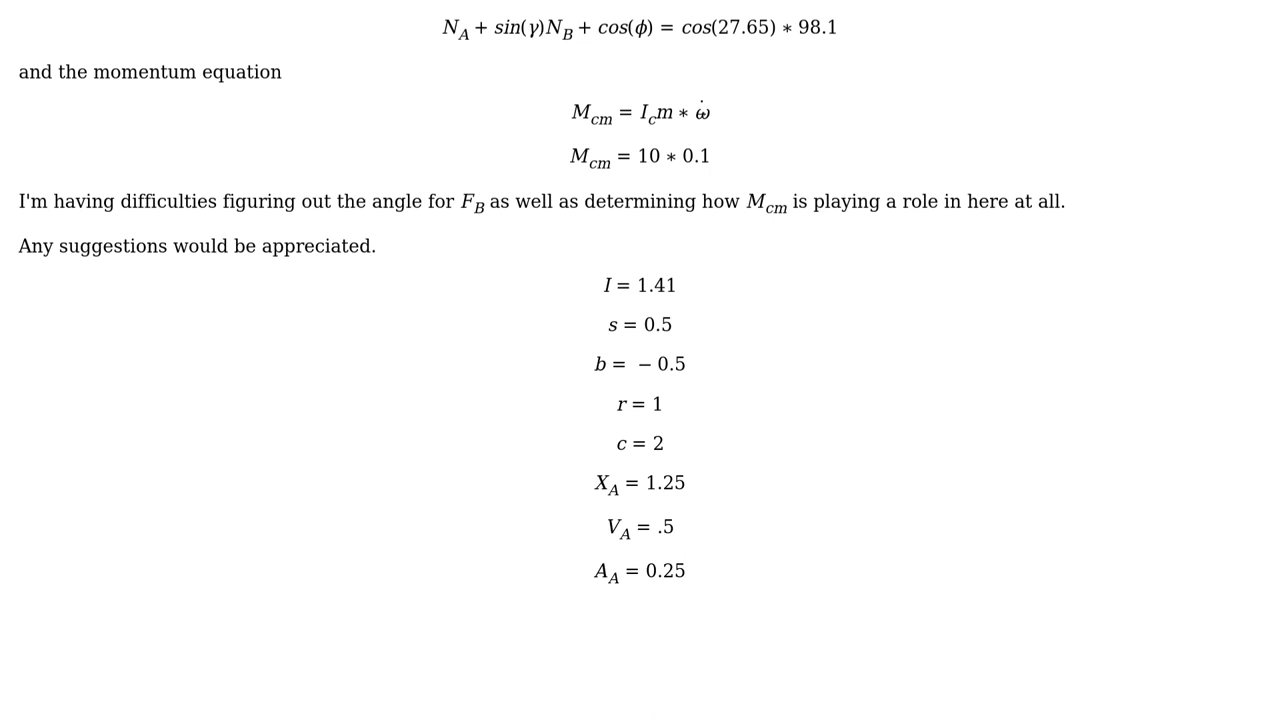 N_A + sin(γ)N_B + cos(ϕ) = cos(27.65) ∗ 98.1
and the momentum equation
M_cm = I_c m ∗ ω̇
M_cm = 10 ∗ 0.1
I'm having difficulties figuring out the angle for F_B as well as determining how M_cm is playing a role in here at all.
Any suggestions would be appreciated.
I = 1.41
s = 0.5
b = − 0.5
r = 1
c = 2
X_A = 1.25
V_A = .5
A_A = 0.25